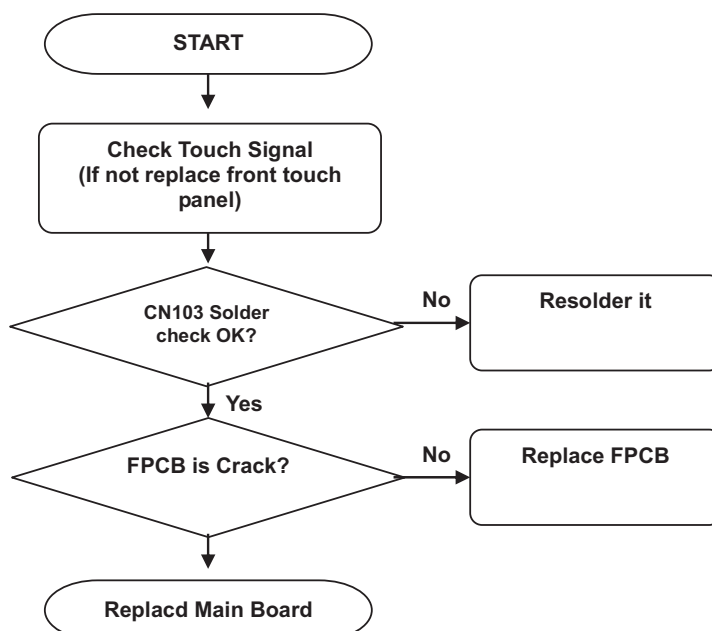 START
Check Touch Signal
(If not replace front touch
panel)
CN103 Solder
check OK?
No
Resolder it
Yes
FPCB is Crack?
No
Replace FPCB
Replacd Main Board